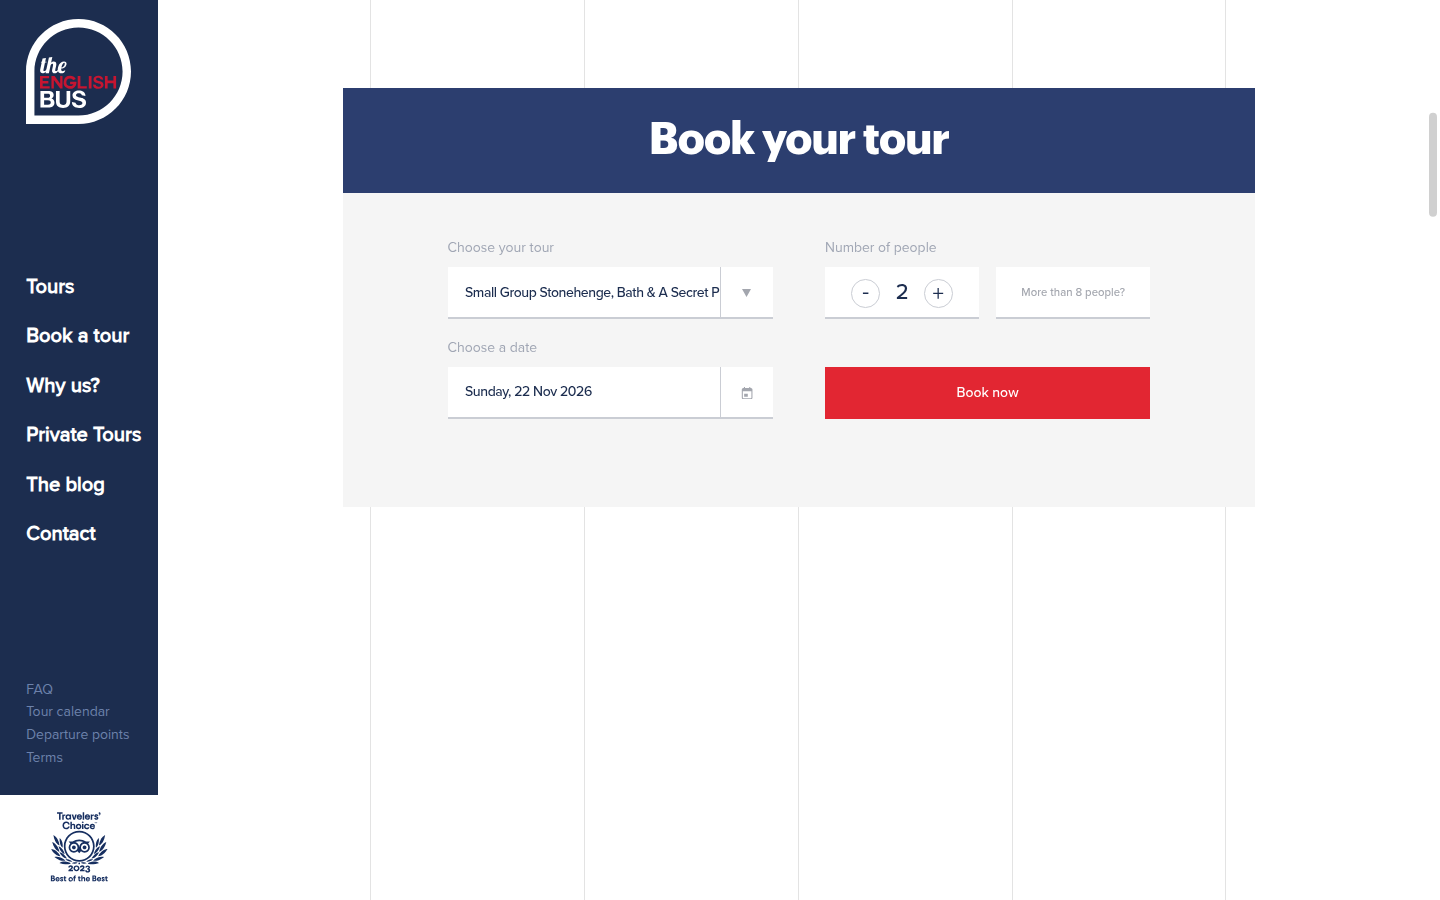 the
ENGLISH
BUS
Tours
Book a tour
Why us?
Private Tours
The blog
Contact
FAQ
Tour calendar
Departure points
Terms
Travelers'
Choice
2023
Best of the Best
Book your tour
Choose your tour
Small Group Stonehenge, Bath & A Secret P
Number of people
- 2 +
More than 8 people?
Choose a date
Sunday, 22 Nov 2026
Book now